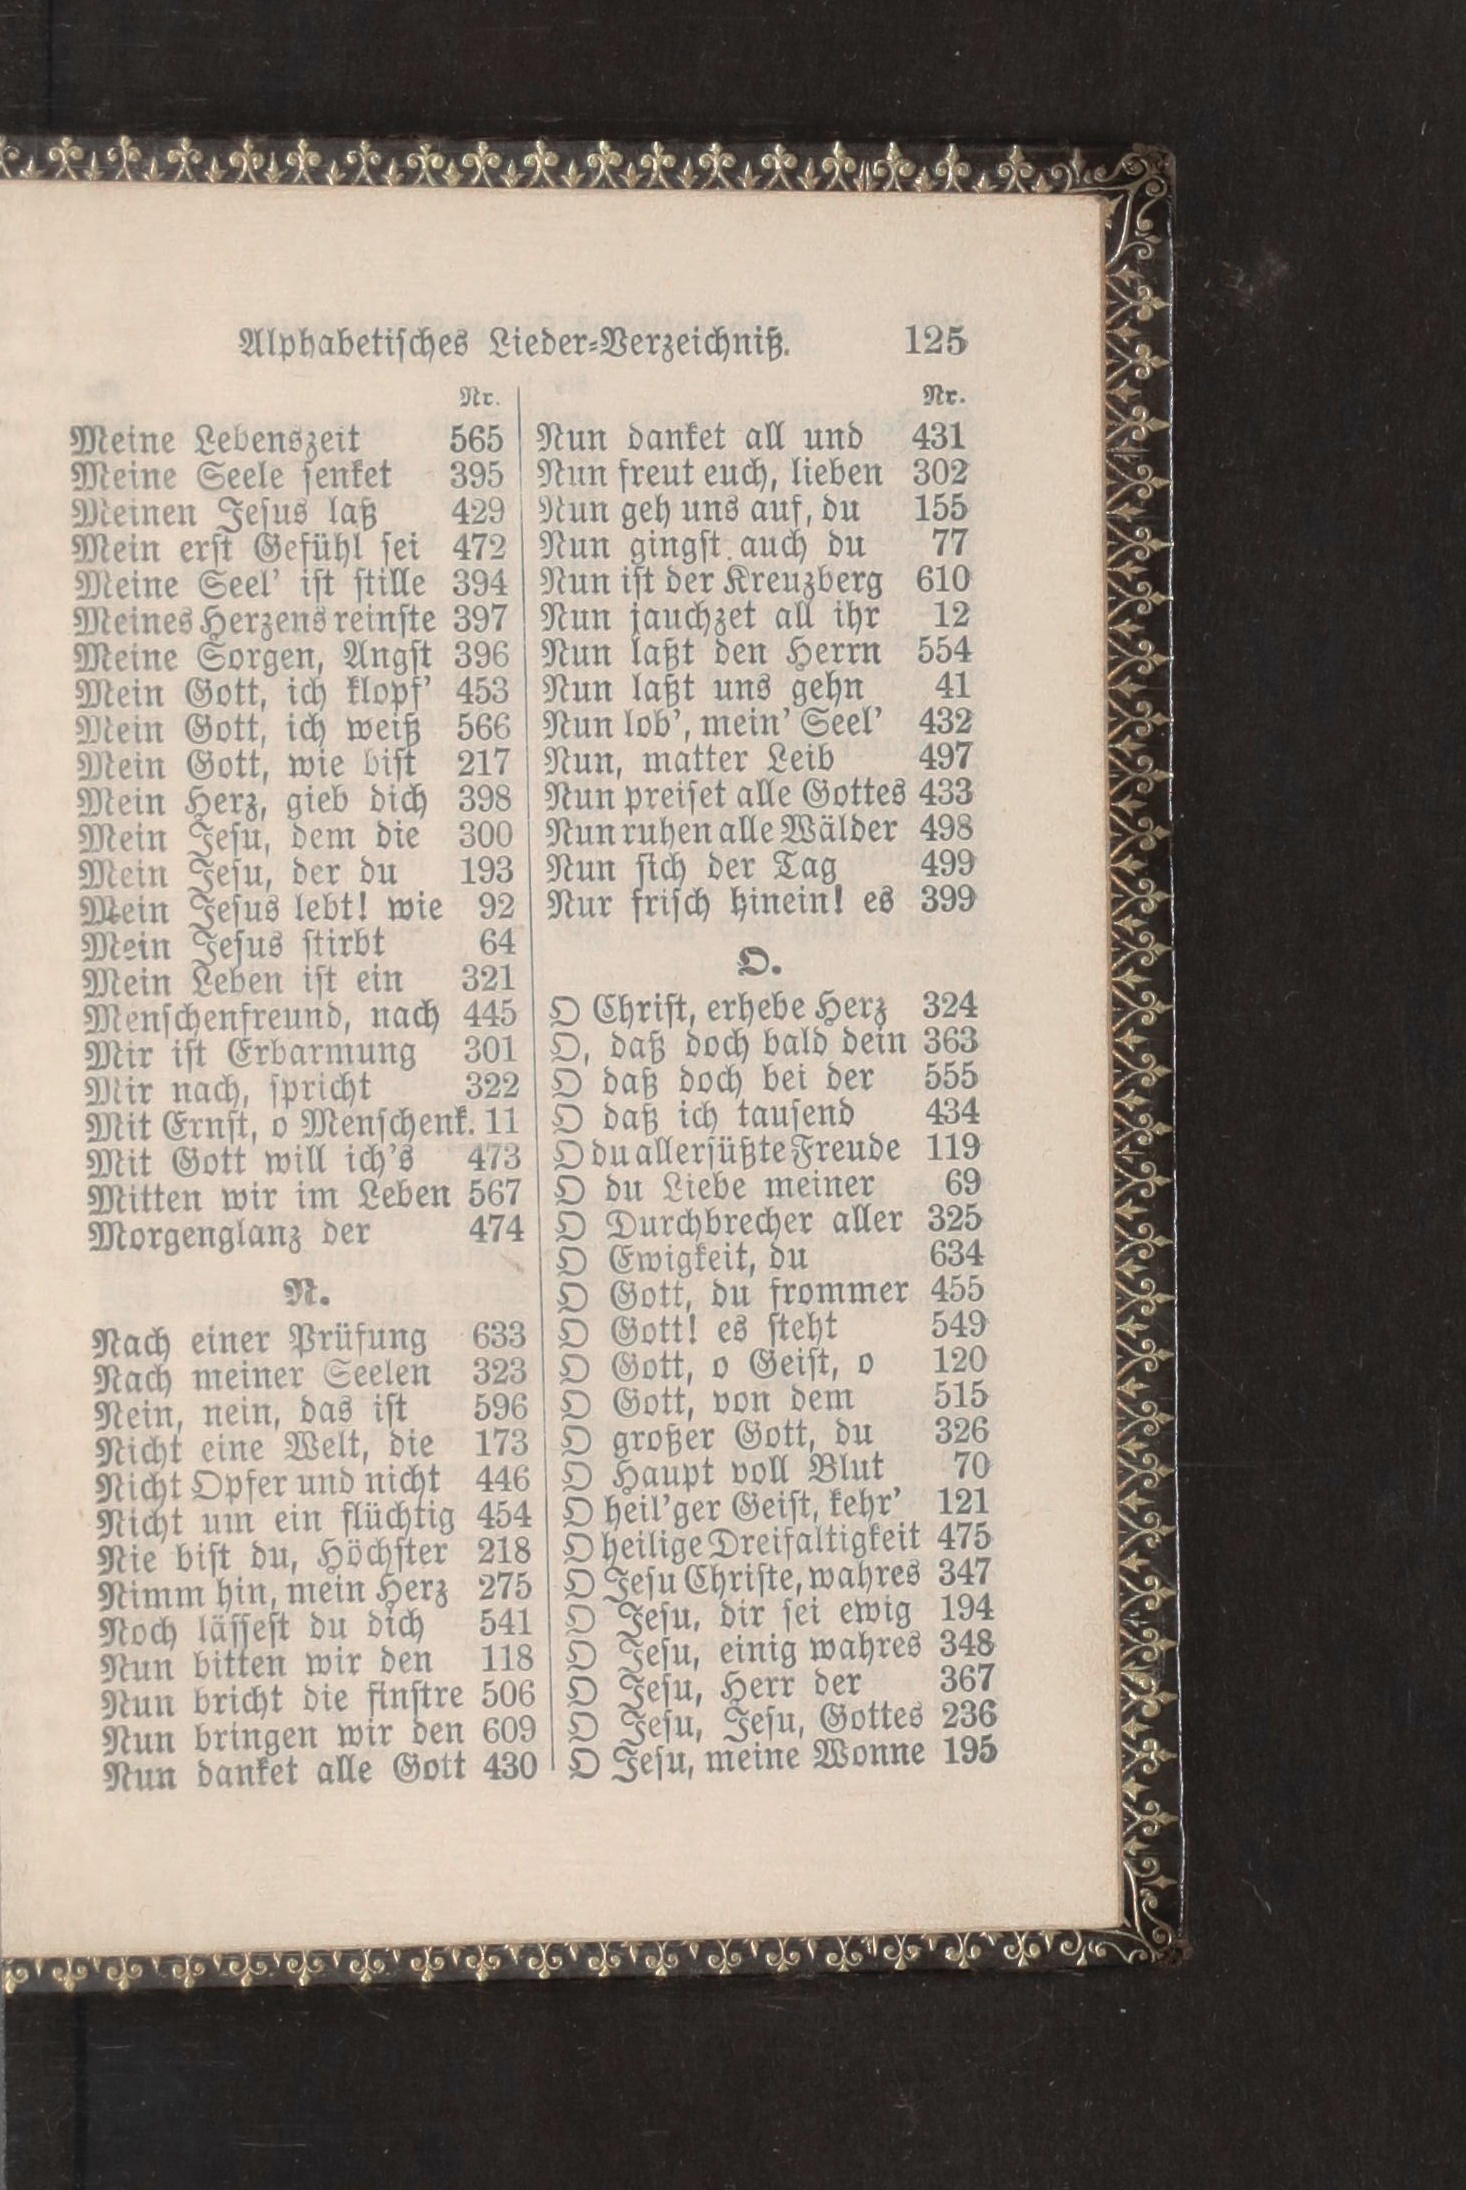 Alphabetisches Lieder-Verzeichniß. 125
Nr.
Meine Lebenszeit 565
Meine Seele senket 395
Meinen Jesus laß 429
Mein erst Gefühl sei 472
Meine Seel' ist stille 394
Meines Herzens reinste 397
Meine Sorgen, Angst 396
Mein Gott, ich klopf' 453
Mein Gott, ich weiß 566
Mein Gott, wie bist 217
Mein Herz, gieb dich 398
Mein Jesu, dem die 300
Mein Jesu, der du 193
Mein Jesus lebt! wie 92
Mein Jesus stirbt 64
Mein Leben ist ein 321
Menschenfreund, nach 445
Mir ist Erbarmung 301
Mir nach, spricht 322
Mit Ernst, o Menschenk. 11
Mit Gott will ich's 473
Mitten wir im Leben 567
Morgenglanz der 474
N.
Nach einer Prüfung 633
Nach meiner Seelen 323
Nein, nein, das ist 596
Nicht eine Welt, die 173
Nicht Opfer und nicht 446
Nicht um ein flüchtig 454
Nie bist du, Höchster 218
Nimm hin, mein Herz 275
Noch lässest du dich 541
Nun bitten wir den 118
Nun bricht die finstre 506
Nun bringen wir den 609
Nun danket alle Gott 430
Nr.
Nun danket all und 431
Nun freut euch, lieben 302
Nun geh uns auf, du 155
Nun gingst auch du 77
Nun ist der Kreuzberg 610
Nun jauchzet all ihr 12
Nun laßt den Herrn 554
Nun laßt uns gehn 41
Nun lob', mein' Seel' 432
Nun, matter Leib 497
Nun preiset alle Gottes 433
Nun ruhen alle Wälder 498
Nun sich der Tag 499
Nur frisch hinein! es 399
O.
O Christ, erhebe Herz 324
O, daß doch bald dein 363
O daß doch bei der 555
O daß ich tausend 434
O du allersüßte Freude 119
O du Liebe meiner 69
O Durchbrecher aller 325
O Ewigkeit, du 634
O Gott, du frommer 455
O Gott! es steht 549
O Gott, o Geist, o 120
O Gott, von dem 515
O großer Gott, du 326
O Haupt voll Blut 70
O heil'ger Geist, kehr' 121
O heilige Dreifaltigkeit 475
O Jesu Christe, wahres 347
O Jesu, dir sei ewig 194
O Jesu, einig wahres 348
O Jesu, Herr der 367
O Jesu, Jesu, Gottes 236
O Jesu, meine Wonne 195